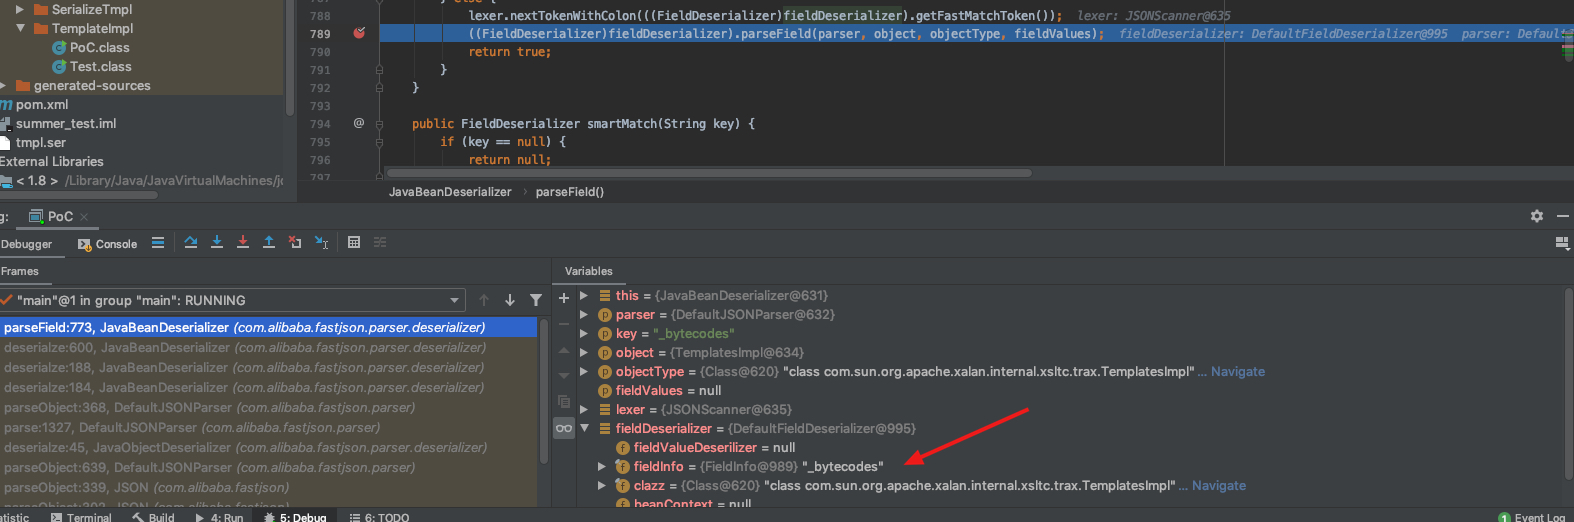 SerializeTmpl
TemplateImpl
PoC.class
Test.class
generated-sources
pom.xml
summer_test.iml
tmpl.ser
External Libraries
< 1.8 > /Library/Java/JavaVirtualMachines/
788 lexer.nextTokenWithColon(((FieldDeserializer)fieldDeserializer).getFastMatchToken()); lexer: JSONScanner@635
789 ((FieldDeserializer)fieldDeserializer).parseField(parser, object, objectType, fieldValues); fieldDeserializer: DefaultFieldDeserializer@995 parser: Default
790 return true;
791 }
792 }
793
794 @ public FieldDeserializer smartMatch(String key) {
795 if (key == null) {
796 return null;
797
JavaBeanDeserializer › parseField()
g: PoC ×
Debugger Console
Frames
"main"@1 in group "main": RUNNING
parseField:773, JavaBeanDeserializer (com.alibaba.fastjson.parser.deserializer)
deserialze:600, JavaBeanDeserializer (com.alibaba.fastjson.parser.deserializer)
deserialze:188, JavaBeanDeserializer (com.alibaba.fastjson.parser.deserializer)
deserialze:184, JavaBeanDeserializer (com.alibaba.fastjson.parser.deserializer)
parseObject:368, DefaultJSONParser (com.alibaba.fastjson.parser)
parse:1327, DefaultJSONParser (com.alibaba.fastjson.parser)
deserialze:45, JavaObjectDeserializer (com.alibaba.fastjson.parser.deserializer)
parseObject:639, DefaultJSONParser (com.alibaba.fastjson.parser)
parseObject:339, JSON (com.alibaba.fastjson)
Variables
this = {JavaBeanDeserializer@631}
parser = {DefaultJSONParser@632}
key = "_bytecodes"
object = {TemplatesImpl@634}
objectType = {Class@620} "class com.sun.org.apache.xalan.internal.xsltc.trax.TemplatesImpl" ... Navigate
fieldValues = null
lexer = {JSONScanner@635}
fieldDeserializer = {DefaultFieldDeserializer@995}
fieldValueDeserilizer = null
fieldInfo = {FieldInfo@989} "_bytecodes"
clazz = {Class@620} "class com.sun.org.apache.xalan.internal.xsltc.trax.TemplatesImpl" ... Navigate
beanContext = null
atistic Terminal Build 4: Run 5: Debug 6: TODO 1 Event Log